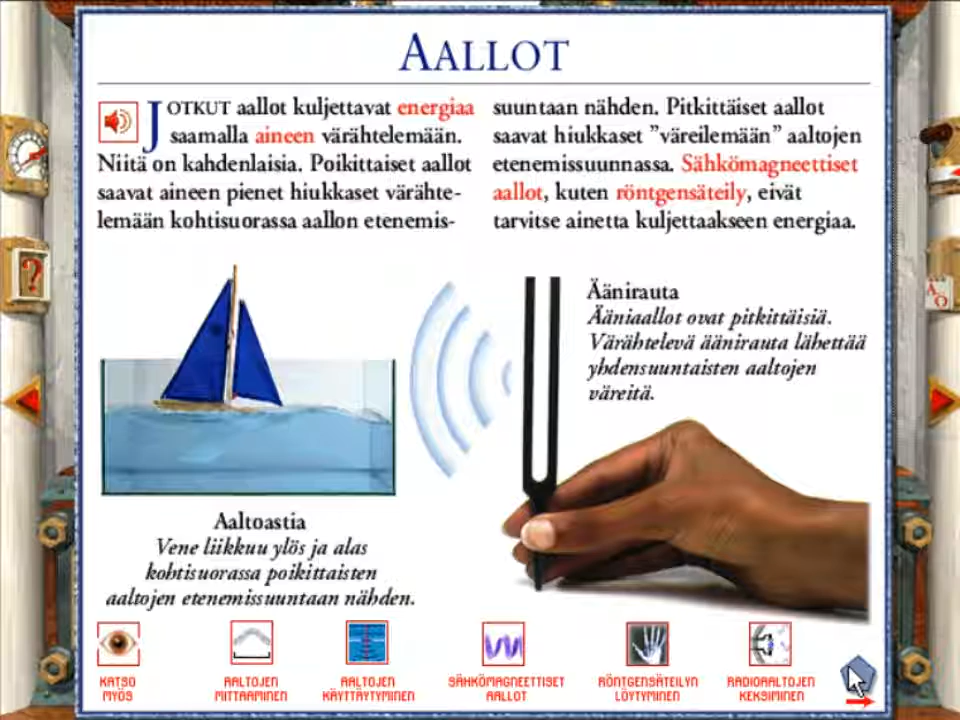 AALLOT
JOTKUT aallot kuljettavat energiaa
saamalla aineen värähtelemään.
Niitä on kahdenlaisia. Poikittaiset aallot
saavat aineen pienet hiukkaset värähte-
lemään kohtisuorassa aallon etenemis-
suuntaan nähden. Pitkittäiset aallot
saavat hiukkaset ”väreilemään” aaltojen
etenemissuunnassa. Sähkömagneettiset
aallot, kuten röntgensäteily, eivät
tarvitse ainetta kuljettaakseen energiaa.
Äänirauta
Ääniaallot ovat pitkittäisiä.
Värähtelevä äänirauta lähettää
yhdensuuntaisten aaltojen
väreitä.
Aaltoastia
Vene liikkuu ylös ja alas
kohtisuorassa poikittaisten
aaltojen etenemissuuntaan nähden.
KATSO
MYÖS
AALTOJEN
MITTAAMINEN
AALTOJEN
KÄYTTÄYTYMINEN
SÄHKÖMAGNEETTISET
AALLOT
RÖNTGENSÄTEILYN
LÖYTYMINEN
RADIOAALTOJEN
KEKSIMINEN
?
A
Ö